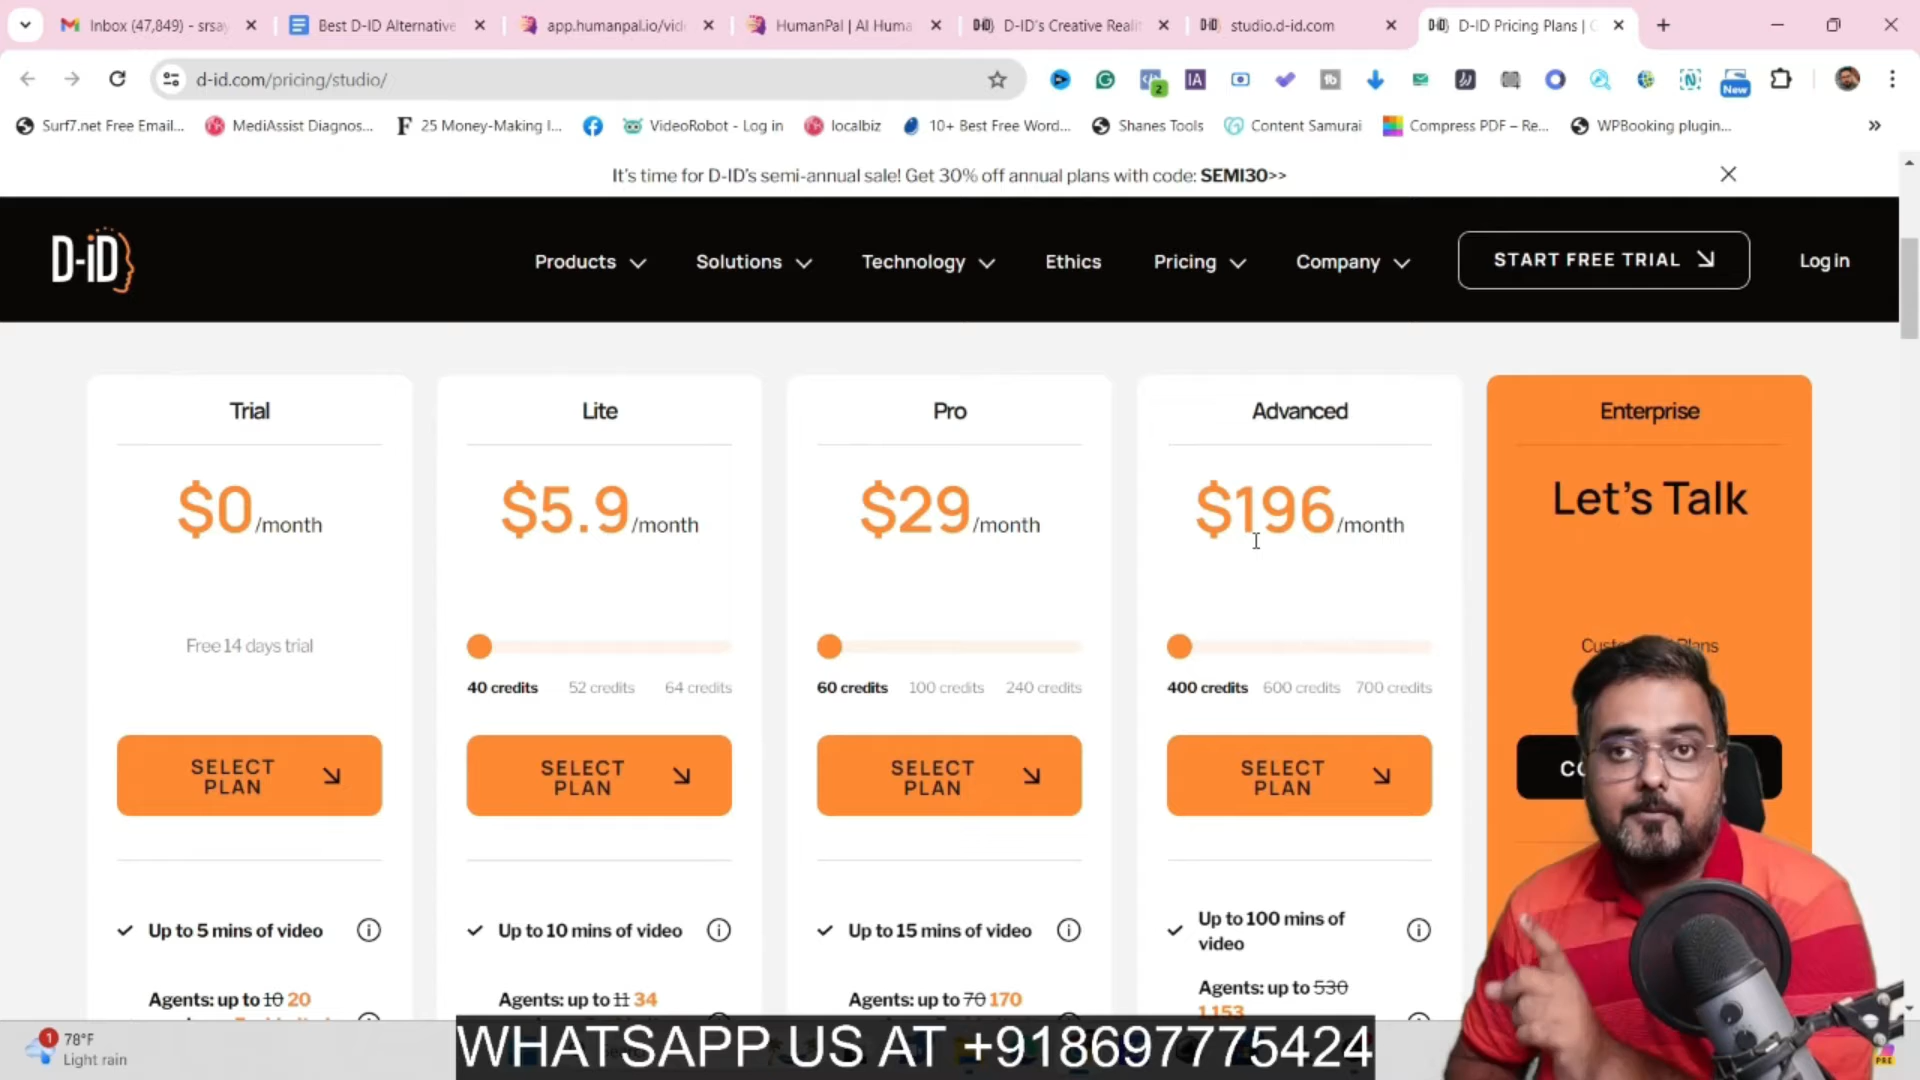 Inbox (47,849) - srsay
Best D-ID Alternative
app.humanpal.io/vid
HumanPal | AI Huma
D-ID's Creative Realit
studio.d-id.com
D-ID Pricing Plans | C
d-id.com/pricing/studio/
New
Surf7.net Free Email...
MediAssist Diagnos...
25 Money-Making I...
VideoRobot - Log in
localbiz
10+ Best Free Word...
Shanes Tools
Content Samurai
Compress PDF – Re...
WPBooking plugin...
It's time for D-ID's semi-annual sale! Get 30% off annual plans with code: SEMI30>>
D-iD
Products
Solutions
Technology
Ethics
Pricing
Company
START FREE TRIAL
Log in
Trial
$0/month
Free 14 days trial
SELECT
PLAN
Up to 5 mins of video
Agents: up to 10 20
Lite
$5.9/month
40 credits 52 credits 64 credits
SELECT
PLAN
Up to 10 mins of video
Agents: up to 11 34
Pro
$29/month
60 credits 100 credits 240 credits
SELECT
PLAN
Up to 15 mins of video
Agents: up to 70 170
Advanced
$196/month
400 credits 600 credits 700 credits
SELECT
PLAN
Up to 100 mins of
video
Agents: up to 530
1,153
Enterprise
Let's Talk
78°F
Light rain
WHATSAPP US AT +918697775424